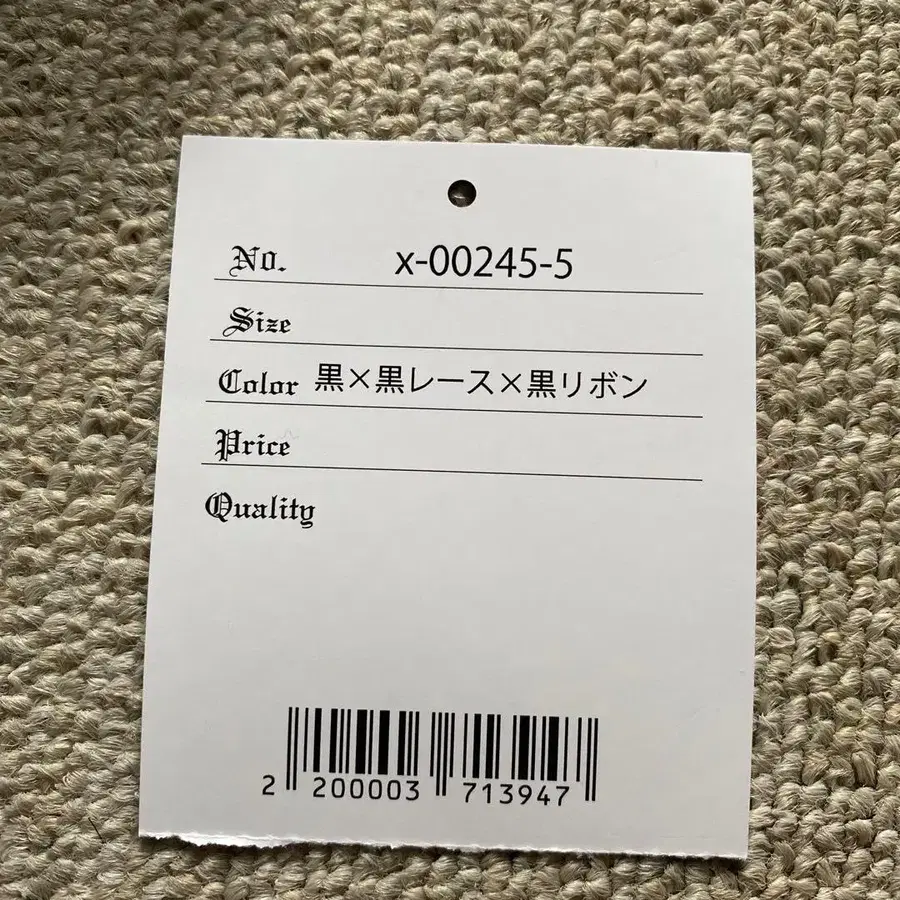 No. x-00245-5
Size
Color 黒×黒レース×黒リボン
Price
Quality
2 200003 713947